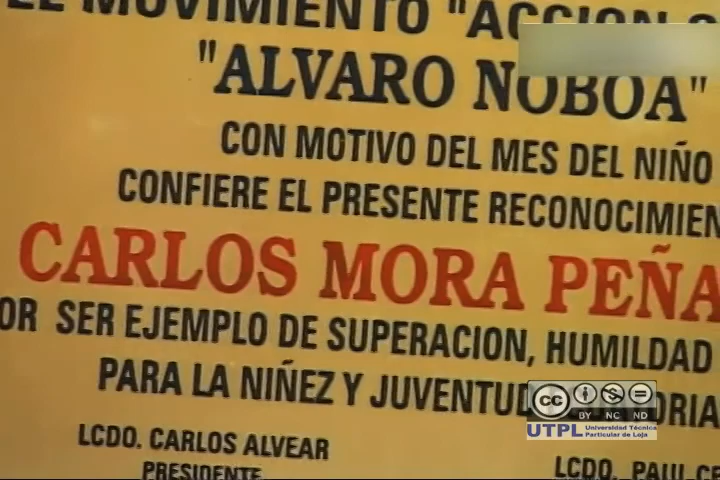 EL MOVIMIENTO "ACCION
"ALVARO NOBOA"
CON MOTIVO DEL MES DEL NIÑO
CONFIERE EL PRESENTE RECONOCIMIEN
CARLOS MORA PEÑA
OR SER EJEMPLO DE SUPERACION, HUMILDAD
PARA LA NIÑEZ Y JUVENTUD
LCDO. CARLOS ALVEAR
PRESIDENTE
LCDO. PAUL
cc BY NC ND
UTPL Universidad Técnica Particular de Loja